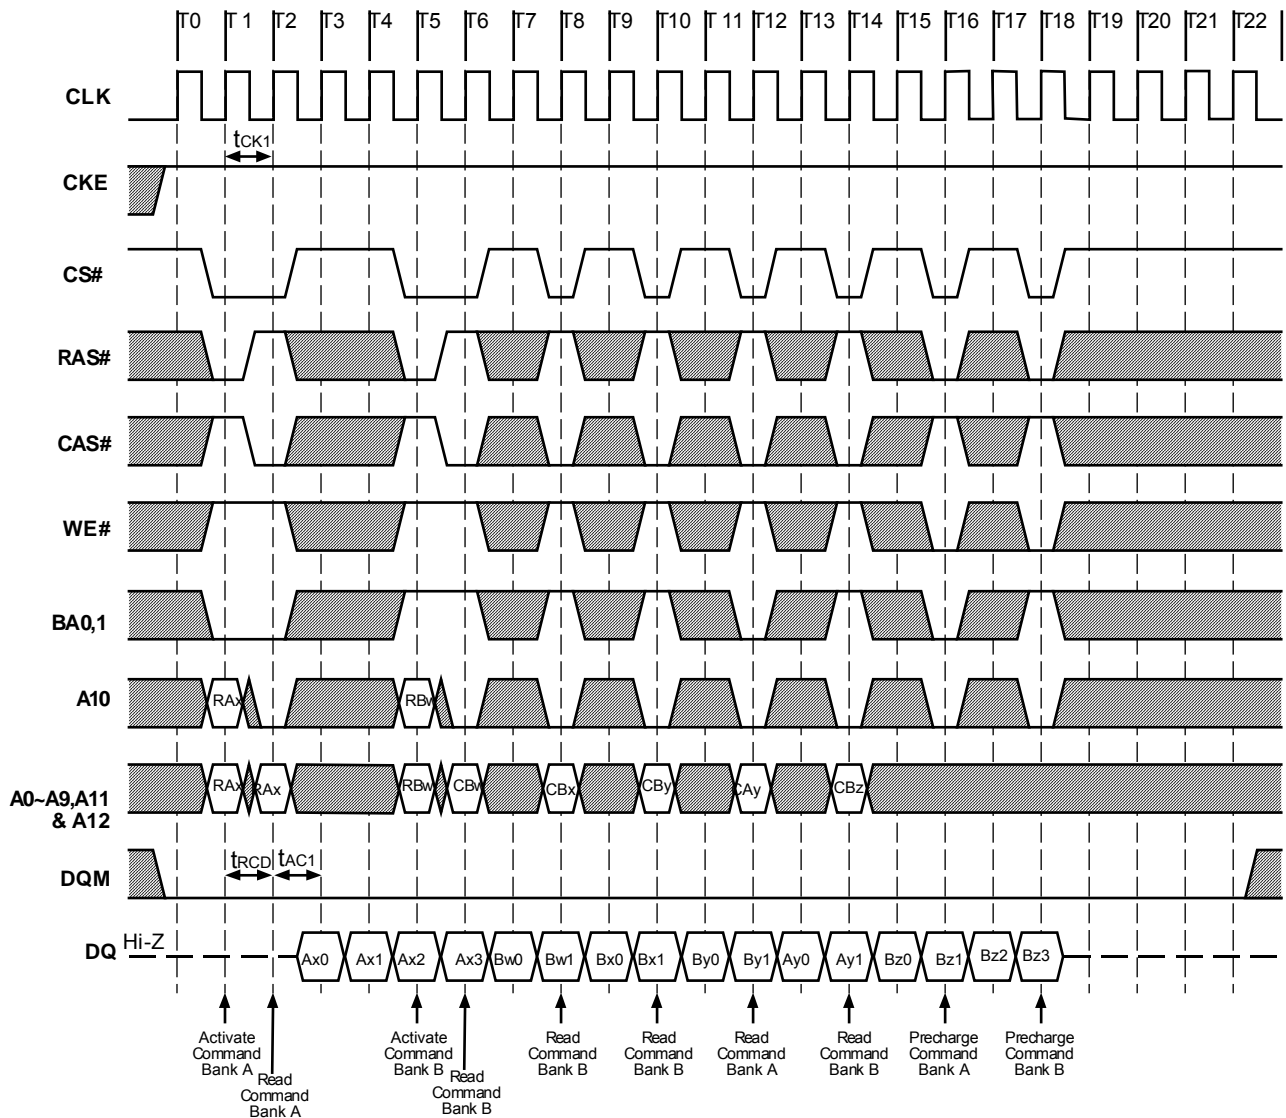 T0 T 1 T2 T3 T4 T5 T6 T7 T8 T9 T10 T 11 T12 T13 T14 T15 T16 T17 T18 T19 T20 T21 T22
CLK
tCK1
CKE
CS#
RAS#
CAS#
WE#
BA0,1
A10 RAx RBw
A0~A9,A11
& A12
RAx RAx RBw CBw CBx CBy CAy CBz
DQM tRCD tAC1
DQ Hi-Z Ax0 Ax1 Ax2 Ax3 Bw0 Bw1 Bx0 Bx1 By0 By1 Ay0 Ay1 Bz0 Bz1 Bz2 Bz3
Activate
Command
Bank A
Read
Command
Bank A
Activate
Command
Bank B
Read
Command
Bank B
Read
Command
Bank B
Read
Command
Bank B
Read
Command
Bank A
Read
Command
Bank B
Precharge
Command
Bank A
Precharge
Command
Bank B